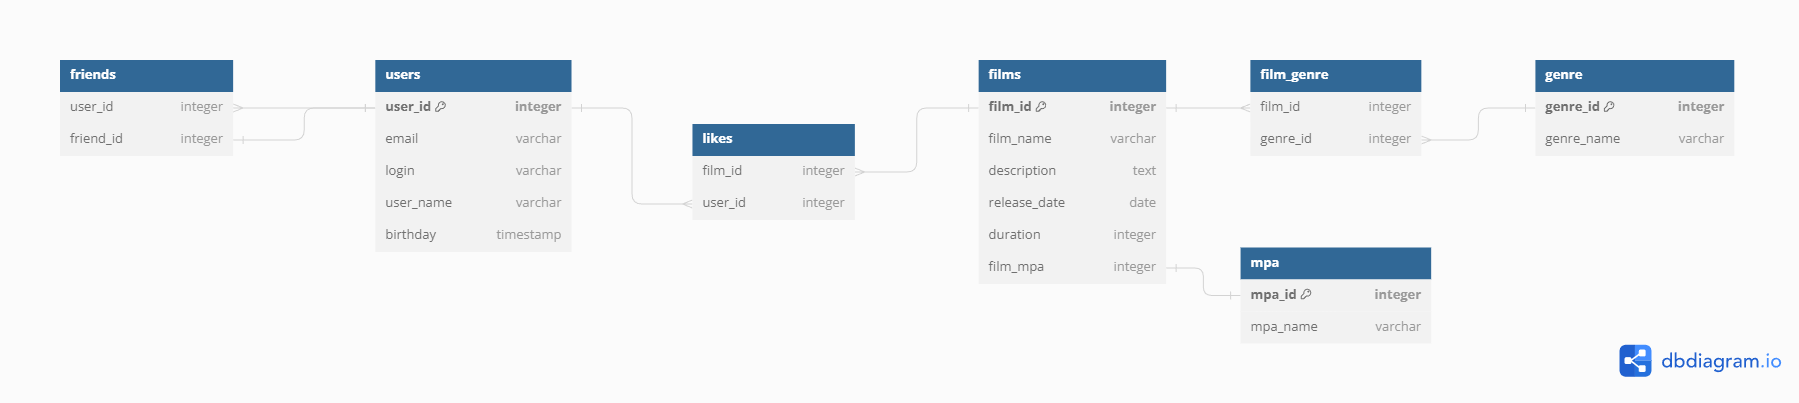 friends
user_id integer
friend_id integer
users
user_id integer
email varchar
login varchar
user_name varchar
birthday timestamp
likes
film_id integer
user_id integer
films
film_id integer
film_name varchar
description text
release_date date
duration integer
film_mpa integer
film_genre
film_id integer
genre_id integer
genre
genre_id integer
genre_name varchar
mpa
mpa_id integer
mpa_name varchar
dbdiagram.io